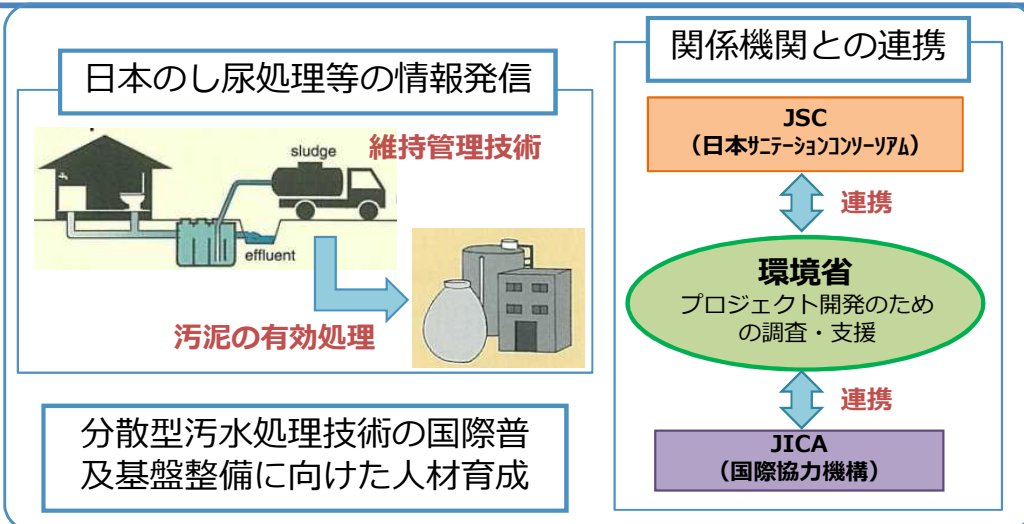 日本のし尿処理等の情報発信
sludge
維持管理技術
effluent
汚泥の有効処理
分散型汚水処理技術の国際普
及基盤整備に向けた人材育成
関係機関との連携
JSC
（日本ｻﾆﾃｰｼｮﾝｺﾝｿｰｿｱﾑ）
連携
環境省
プロジェクト開発のため
の調査・支援
連携
JICA
（国際協力機構）